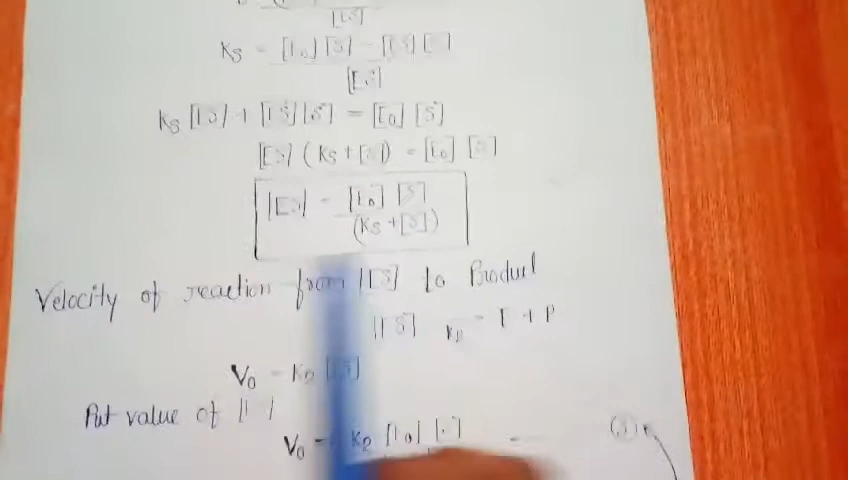 [ES]
Ks = [E0][S] - [ES][S]
[ES]
Ks [ES] + [ES][S] = [E0] [S]
[ES] (Ks + [S]) = [E0] [S]
[ES] = [E0] [S]
(Ks + [S])
Velocity of reaction from [ES] to Product
[ES] K2 E + P
V0 = K2 [ES]
Put value of
V0 = K2 [E0] [S]